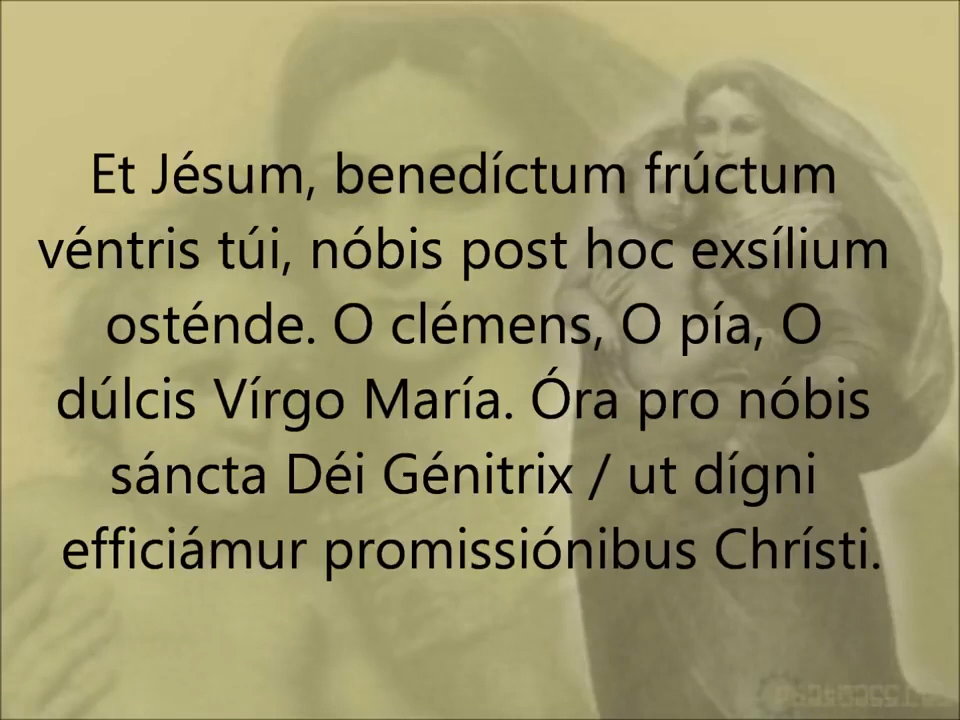 Et Jésum, benedíctum frúctum
véntris túi, nóbis post hoc exsílium
osténde. O clémens, O pía, O
dúlcis Vírgo María. Óra pro nóbis
sáncta Déi Génitrix / ut dígni
efficiámur promissiónibus Chrísti.